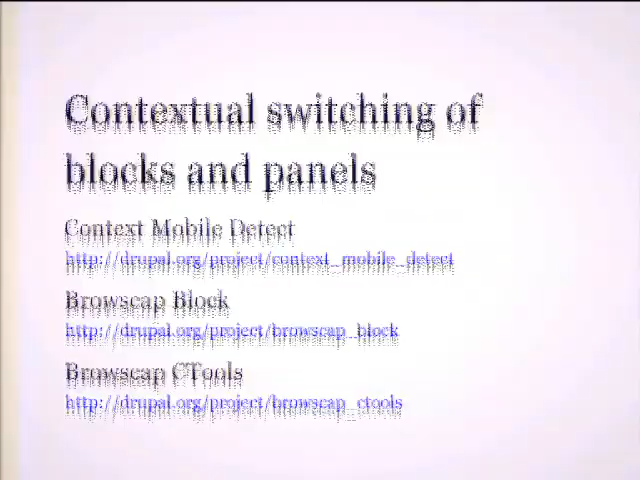 Contextual switching of
blocks and panels
Context Mobile Detect
http://drupal.org/project/context_mobile_detect
Browscap Block
http://drupal.org/project/browscap_block
Browscap CTools
http://drupal.org/project/browscap_ctools